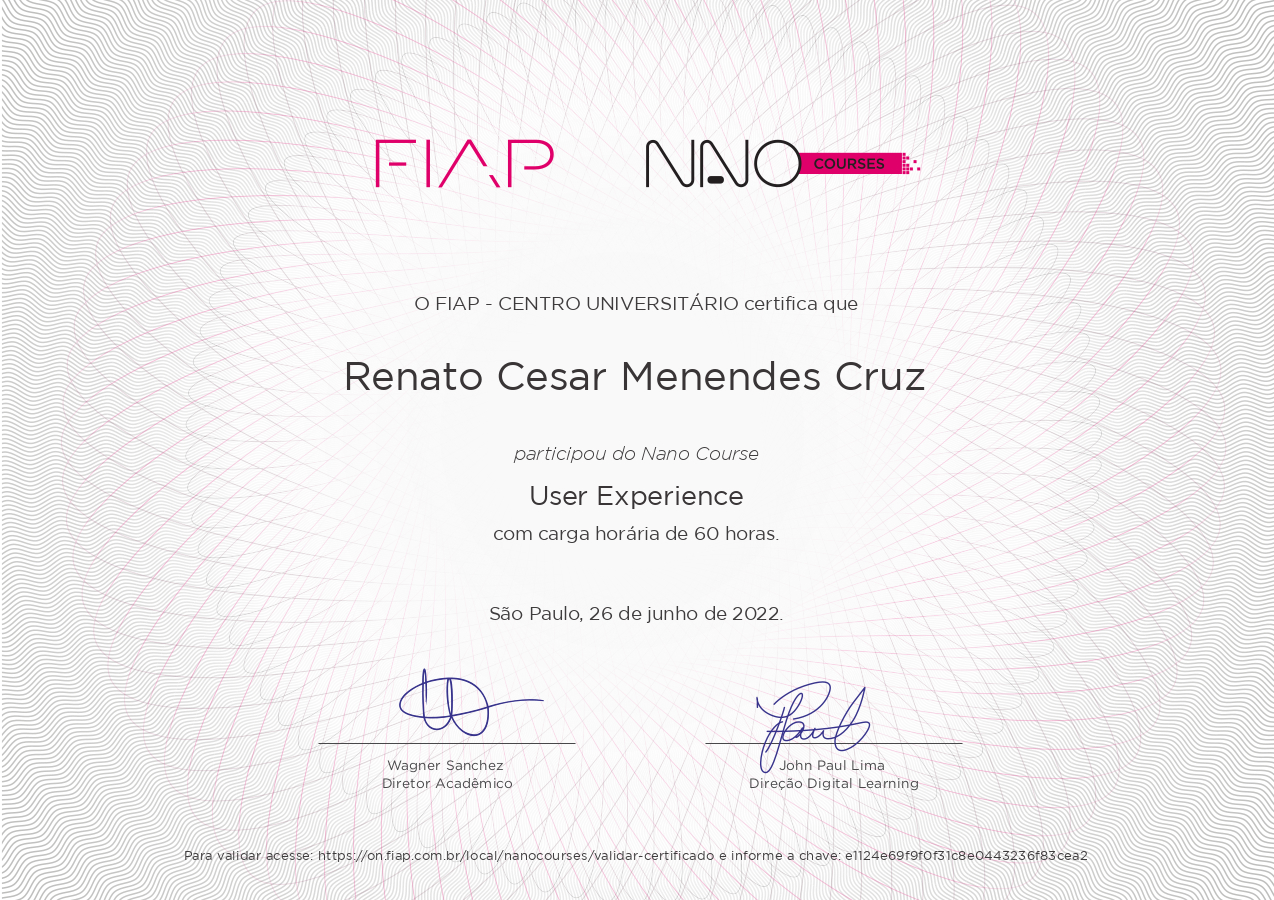 FIAP NANO COURSES
O FIAP - CENTRO UNIVERSITÁRIO certifica que
Renato Cesar Menendes Cruz
participou do Nano Course
User Experience
com carga horária de 60 horas.
São Paulo, 26 de junho de 2022.
Wagner Sanchez John Paul Lima
Diretor Acadêmico Direção Digital Learning
Para validar acesse: https://on.fiap.com.br/local/nanocourses/validar-certificado e informe a chave: e1124e69f9f0f31c8e0443236f83cea2